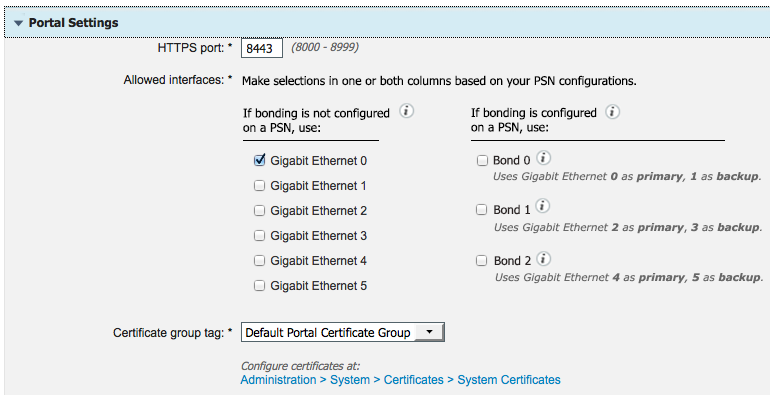 Portal Settings
HTTPS port: * 8443 (8000 - 8999)
Allowed interfaces: * Make selections in one or both columns based on your PSN configurations.
If bonding is not configured
on a PSN, use:
Gigabit Ethernet 0
Gigabit Ethernet 1
Gigabit Ethernet 2
Gigabit Ethernet 3
Gigabit Ethernet 4
Gigabit Ethernet 5
If bonding is configured
on a PSN, use:
Bond 0
Uses Gigabit Ethernet 0 as primary, 1 as backup.
Bond 1
Uses Gigabit Ethernet 2 as primary, 3 as backup.
Bond 2
Uses Gigabit Ethernet 4 as primary, 5 as backup.
Certificate group tag: * Default Portal Certificate Group
Configure certificates at:
Administration > System > Certificates > System Certificates